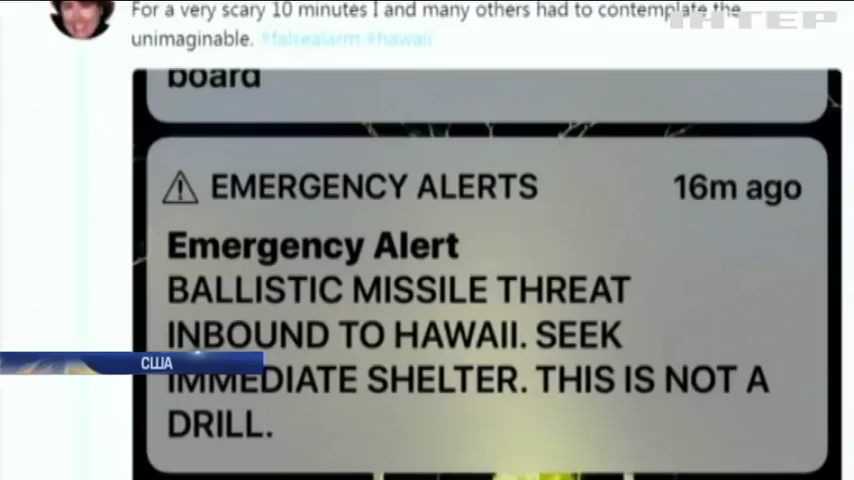 For a very scary 10 minutes I and many others had to contemplate the
unimaginable. #falsealarm #hawaii
ІНТЕР
board
EMERGENCY ALERTS
16m ago
Emergency Alert
BALLISTIC MISSILE THREAT
INBOUND TO HAWAII. SEEK
IMMEDIATE SHELTER. THIS IS NOT A
DRILL.
США